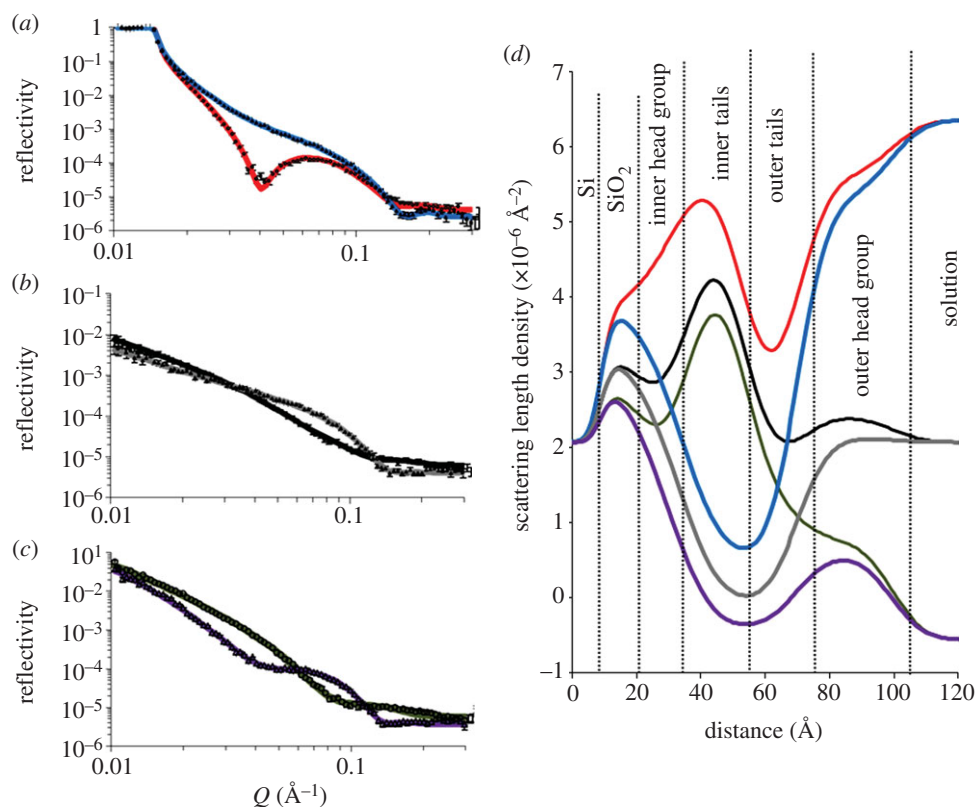 (a)
1
10⁻¹
10⁻²
10⁻³
10⁻⁴
10⁻⁵
10⁻⁶
reflectivity
0.01
0.1
(b)
10⁻¹
10⁻²
10⁻³
10⁻⁴
10⁻⁵
10⁻⁶
reflectivity
0.01
0.1
(c)
10¹
10⁻²
10⁻³
10⁻⁴
10⁻⁵
10⁻⁶
reflectivity
0.01
0.1
Q (Å⁻¹)
(d)
7
6
5
4
3
2
1
0
−1
scattering length density (×10⁻⁶ Å⁻²)
Si
SiO₂
inner head group
inner tails
outer tails
outer head group
solution
0
20
40
60
80
100
120
distance (Å)